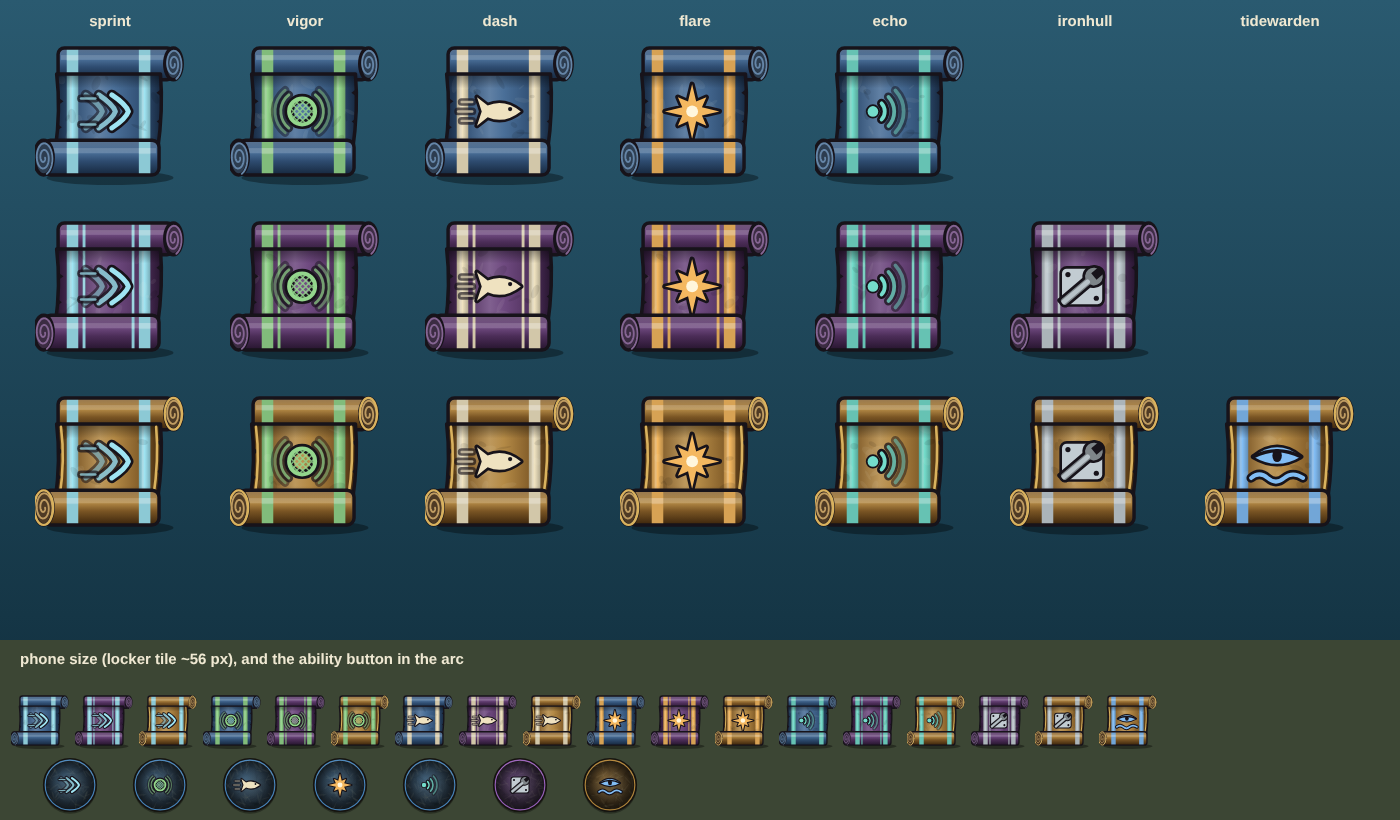 sprint vigor dash flare echo ironhull tidewarden
phone size (locker tile ~56 px), and the ability button in the arc